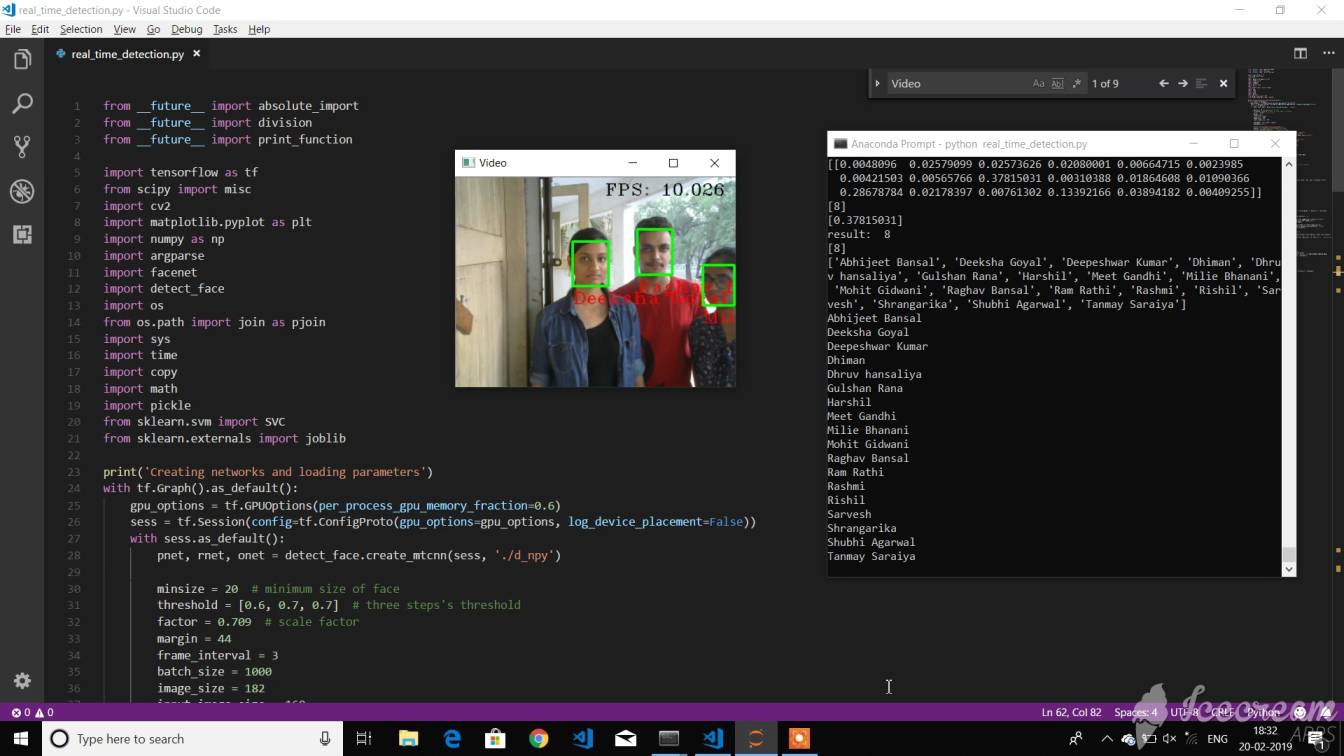 real_time_detection.py - Visual Studio Code
File Edit Selection View Go Debug Tasks Help
real_time_detection.py
Video
Aa Abl .*
1 of 9
1 from __future__ import absolute_import
2 from __future__ import division
3 from __future__ import print_function
4
5 import tensorflow as tf
6 from scipy import misc
7 import cv2
8 import matplotlib.pyplot as plt
9 import numpy as np
10 import argparse
11 import facenet
12 import detect_face
13 import os
14 from os.path import join as pjoin
15 import sys
16 import time
17 import copy
18 import math
19 import pickle
20 from sklearn.svm import SVC
21 from sklearn.externals import joblib
22
23 print('Creating networks and loading parameters')
24 with tf.Graph().as_default():
25 gpu_options = tf.GPUOptions(per_process_gpu_memory_fraction=0.6)
26 sess = tf.Session(config=tf.ConfigProto(gpu_options=gpu_options, log_device_placement=False))
27 with sess.as_default():
28 pnet, rnet, onet = detect_face.create_mtcnn(sess, './d_npy')
29
30 minsize = 20 # minimum size of face
31 threshold = [0.6, 0.7, 0.7] # three steps's threshold
32 factor = 0.709 # scale factor
33 margin = 44
34 frame_interval = 3
35 batch_size = 1000
36 image_size = 182
Video
FPS: 10.026
Deeksha
Anaconda Prompt - python real_time_detection.py
[[0.0048096 0.02579099 0.02573626 0.02080001 0.00664715 0.0023985
0.00421503 0.00565766 0.37815031 0.00310388 0.01864608 0.01090366
0.28678784 0.02178397 0.00761302 0.13392166 0.03894182 0.00409255]]
[8]
[0.37815031]
result: 8
[8]
['Abhijeet Bansal', 'Deeksha Goyal', 'Deepeshwar Kumar', 'Dhiman', 'Dhru
v hansaliya', 'Gulshan Rana', 'Harshil', 'Meet Gandhi', 'Milie Bhanani',
'Mohit Gidwani', 'Raghav Bansal', 'Ram Rathi', 'Rashmi', 'Rishil', 'Sar
vesh', 'Shrangarika', 'Shubhi Agarwal', 'Tanmay Saraiya']
Abhijeet Bansal
Deeksha Goyal
Deepeshwar Kumar
Dhiman
Dhruv hansaliya
Gulshan Rana
Harshil
Meet Gandhi
Milie Bhanani
Mohit Gidwani
Raghav Bansal
Ram Rathi
Rashmi
Rishil
Sarvesh
Shrangarika
Shubhi Agarwal
Tanmay Saraiya
0 0 Ln 62, Col 82 Spaces: 4 UTF-8 CRLF Python
Icecream
APPS
Type here to search
ENG
18:32
20-02-2019